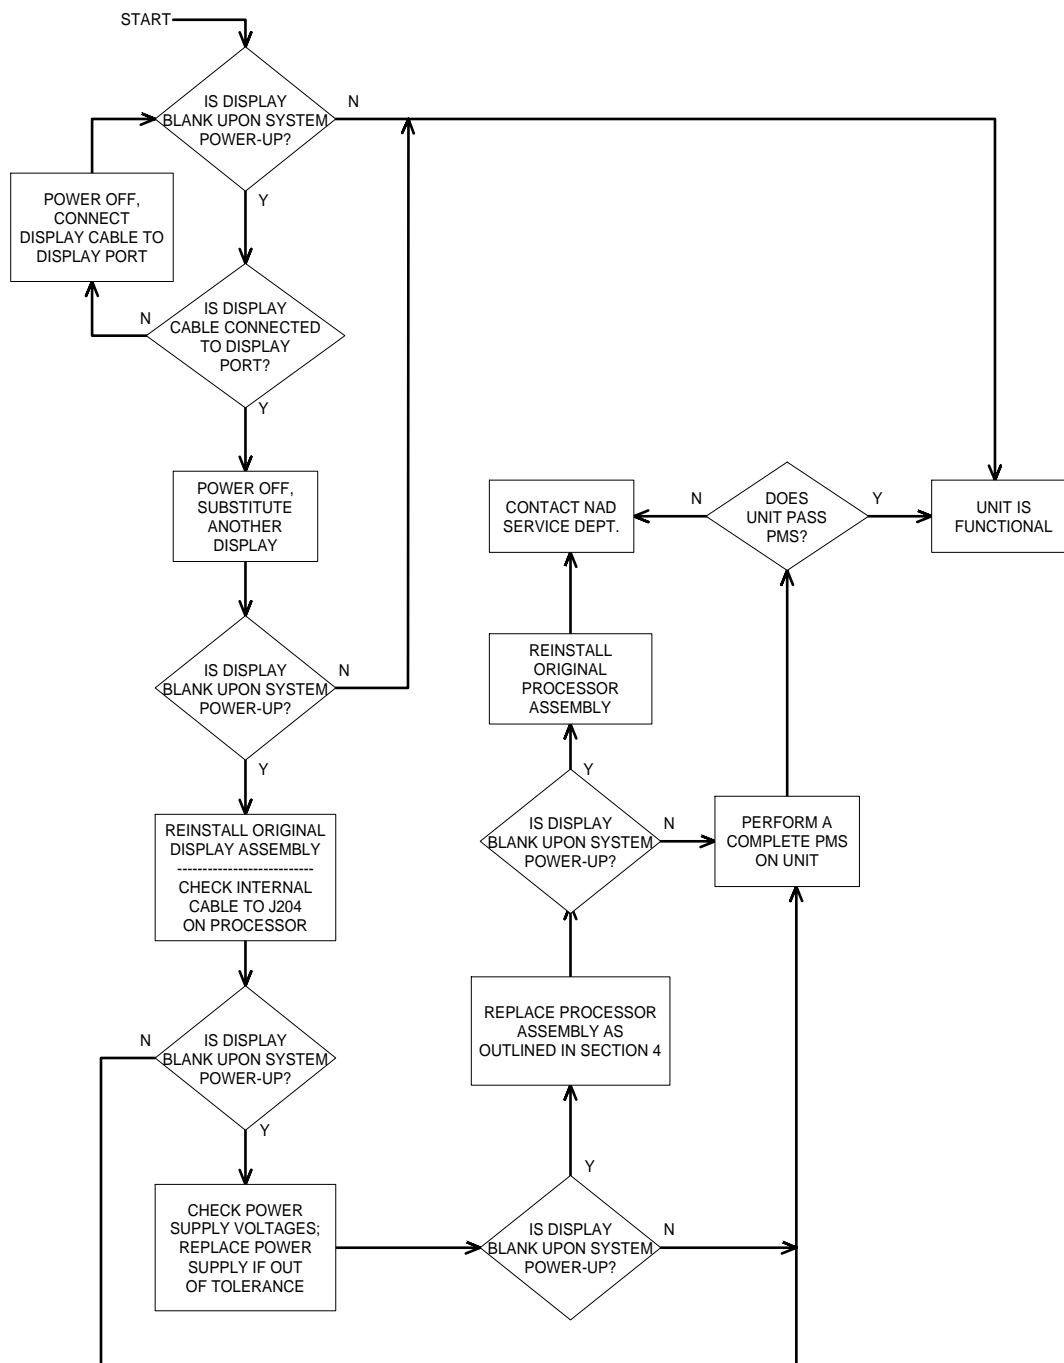 START
IS DISPLAY
BLANK UPON SYSTEM
POWER-UP?
N
Y
POWER OFF,
CONNECT
DISPLAY CABLE TO
DISPLAY PORT
IS DISPLAY
CABLE CONNECTED
TO DISPLAY
PORT?
N
Y
POWER OFF,
SUBSTITUTE
ANOTHER
DISPLAY
IS DISPLAY
BLANK UPON SYSTEM
POWER-UP?
N
Y
REINSTALL ORIGINAL
DISPLAY ASSEMBLY
---------------------------
CHECK INTERNAL
CABLE TO J204
ON PROCESSOR
N
IS DISPLAY
BLANK UPON SYSTEM
POWER-UP?
Y
CHECK POWER
SUPPLY VOLTAGES;
REPLACE POWER
SUPPLY IF OUT
OF TOLERANCE
IS DISPLAY
BLANK UPON SYSTEM
POWER-UP?
N
Y
REPLACE PROCESSOR
ASSEMBLY AS
OUTLINED IN SECTION 4
IS DISPLAY
BLANK UPON SYSTEM
POWER-UP?
N
Y
REINSTALL
ORIGINAL
PROCESSOR
ASSEMBLY
CONTACT NAD
SERVICE DEPT.
PERFORM A
COMPLETE PMS
ON UNIT
DOES
UNIT PASS
PMS?
N
Y
UNIT IS
FUNCTIONAL